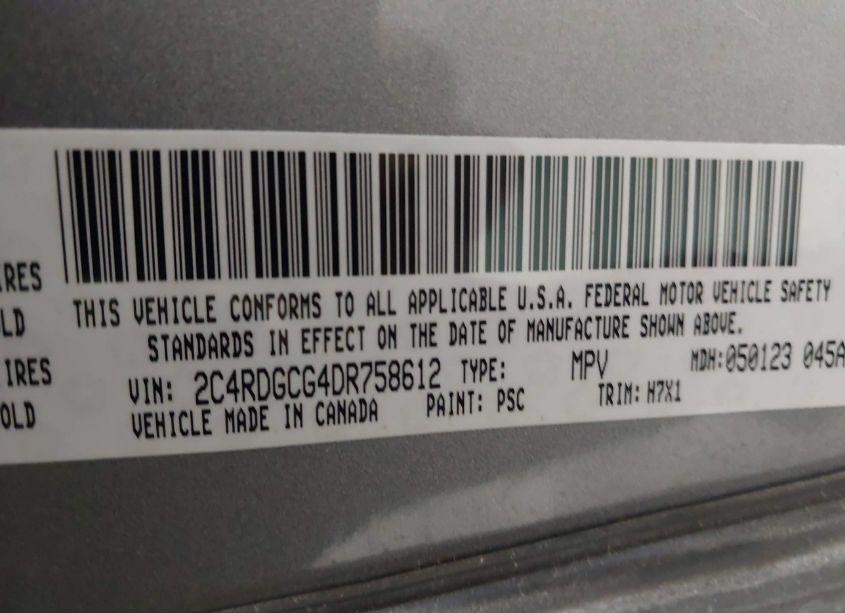 IRES
THIS VEHICLE CONFORMS TO ALL APPLICABLE U.S.A. FEDERAL MOTOR VEHICLE SAFETY
LD
STANDARDS IN EFFECT ON THE DATE OF MANUFACTURE SHOWN ABOVE.
IRES
VIN: 2C4RDGCG4DR758612 TYPE: MPV MDH:050123 045A
OLD
VEHICLE MADE IN CANADA PAINT: PSC TRIM: H7X1